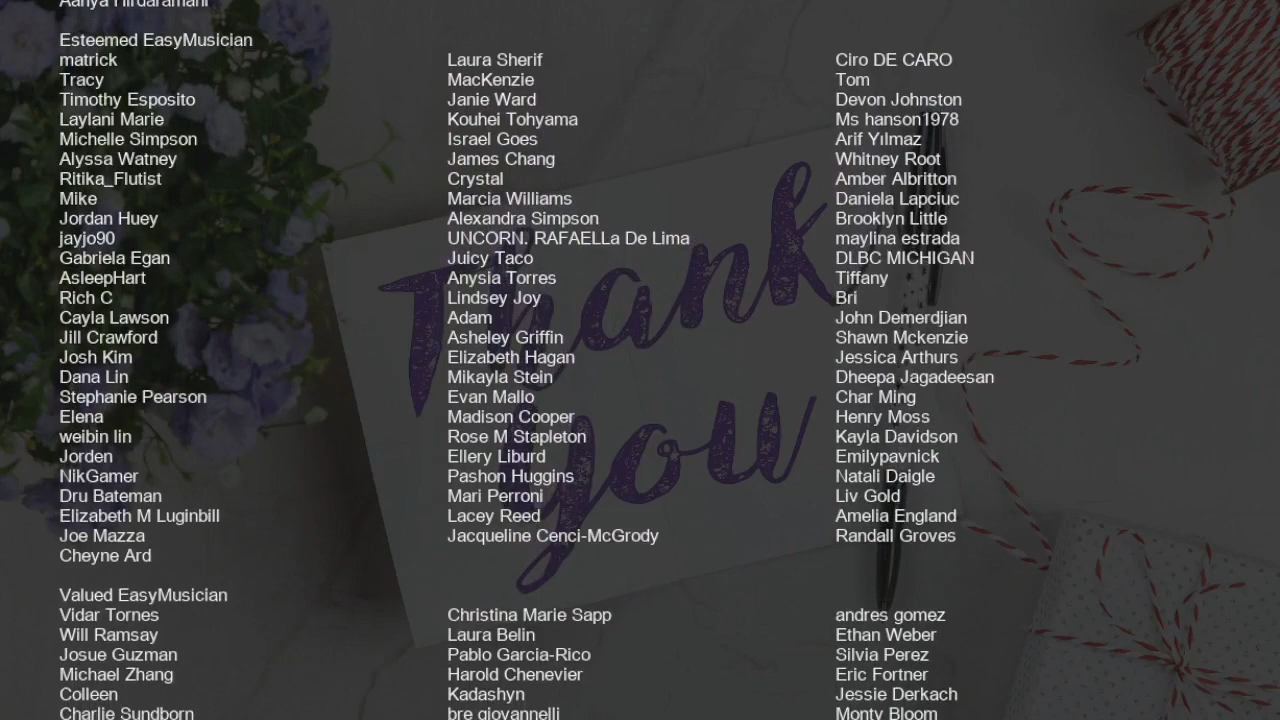 Aanya Hirdaramani
Esteemed EasyMusician
matrick
Tracy
Timothy Esposito
Laylani Marie
Michelle Simpson
Alyssa Watney
Ritika_Flutist
Mike
Jordan Huey
jayjo90
Gabriela Egan
AsleepHart
Rich C
Cayla Lawson
Jill Crawford
Josh Kim
Dana Lin
Stephanie Pearson
Elena
weibin lin
Jorden
NikGamer
Dru Bateman
Elizabeth M Luginbill
Joe Mazza
Cheyne Ard
Laura Sherif
MacKenzie
Janie Ward
Kouhei Tohyama
Israel Goes
James Chang
Crystal
Marcia Williams
Alexandra Simpson
UNCORN. RAFAELLa De Lima
Juicy Taco
Anysia Torres
Lindsey Joy
Adam
Asheley Griffin
Elizabeth Hagan
Mikayla Stein
Evan Mallo
Madison Cooper
Rose M Stapleton
Ellery Liburd
Pashon Huggins
Mari Perroni
Lacey Reed
Jacqueline Cenci-McGrody
Ciro DE CARO
Tom
Devon Johnston
Ms hanson1978
Arif Yılmaz
Whitney Root
Amber Albritton
Daniela Lapciuc
Brooklyn Little
maylina estrada
DLBC MICHIGAN
Tiffany
Bri
John Demerdjian
Shawn Mckenzie
Jessica Arthurs
Dheepa Jagadeesan
Char Ming
Henry Moss
Kayla Davidson
Emilypavnick
Natali Daigle
Liv Gold
Amelia England
Randall Groves
Valued EasyMusician
Vidar Tornes
Will Ramsay
Josue Guzman
Michael Zhang
Colleen
Charlie Sundborn
Christina Marie Sapp
Laura Belin
Pablo Garcia-Rico
Harold Chenevier
Kadashyn
bre giovannelli
andres gomez
Ethan Weber
Silvia Perez
Eric Fortner
Jessie Derkach
Monty Bloom
Thank
you